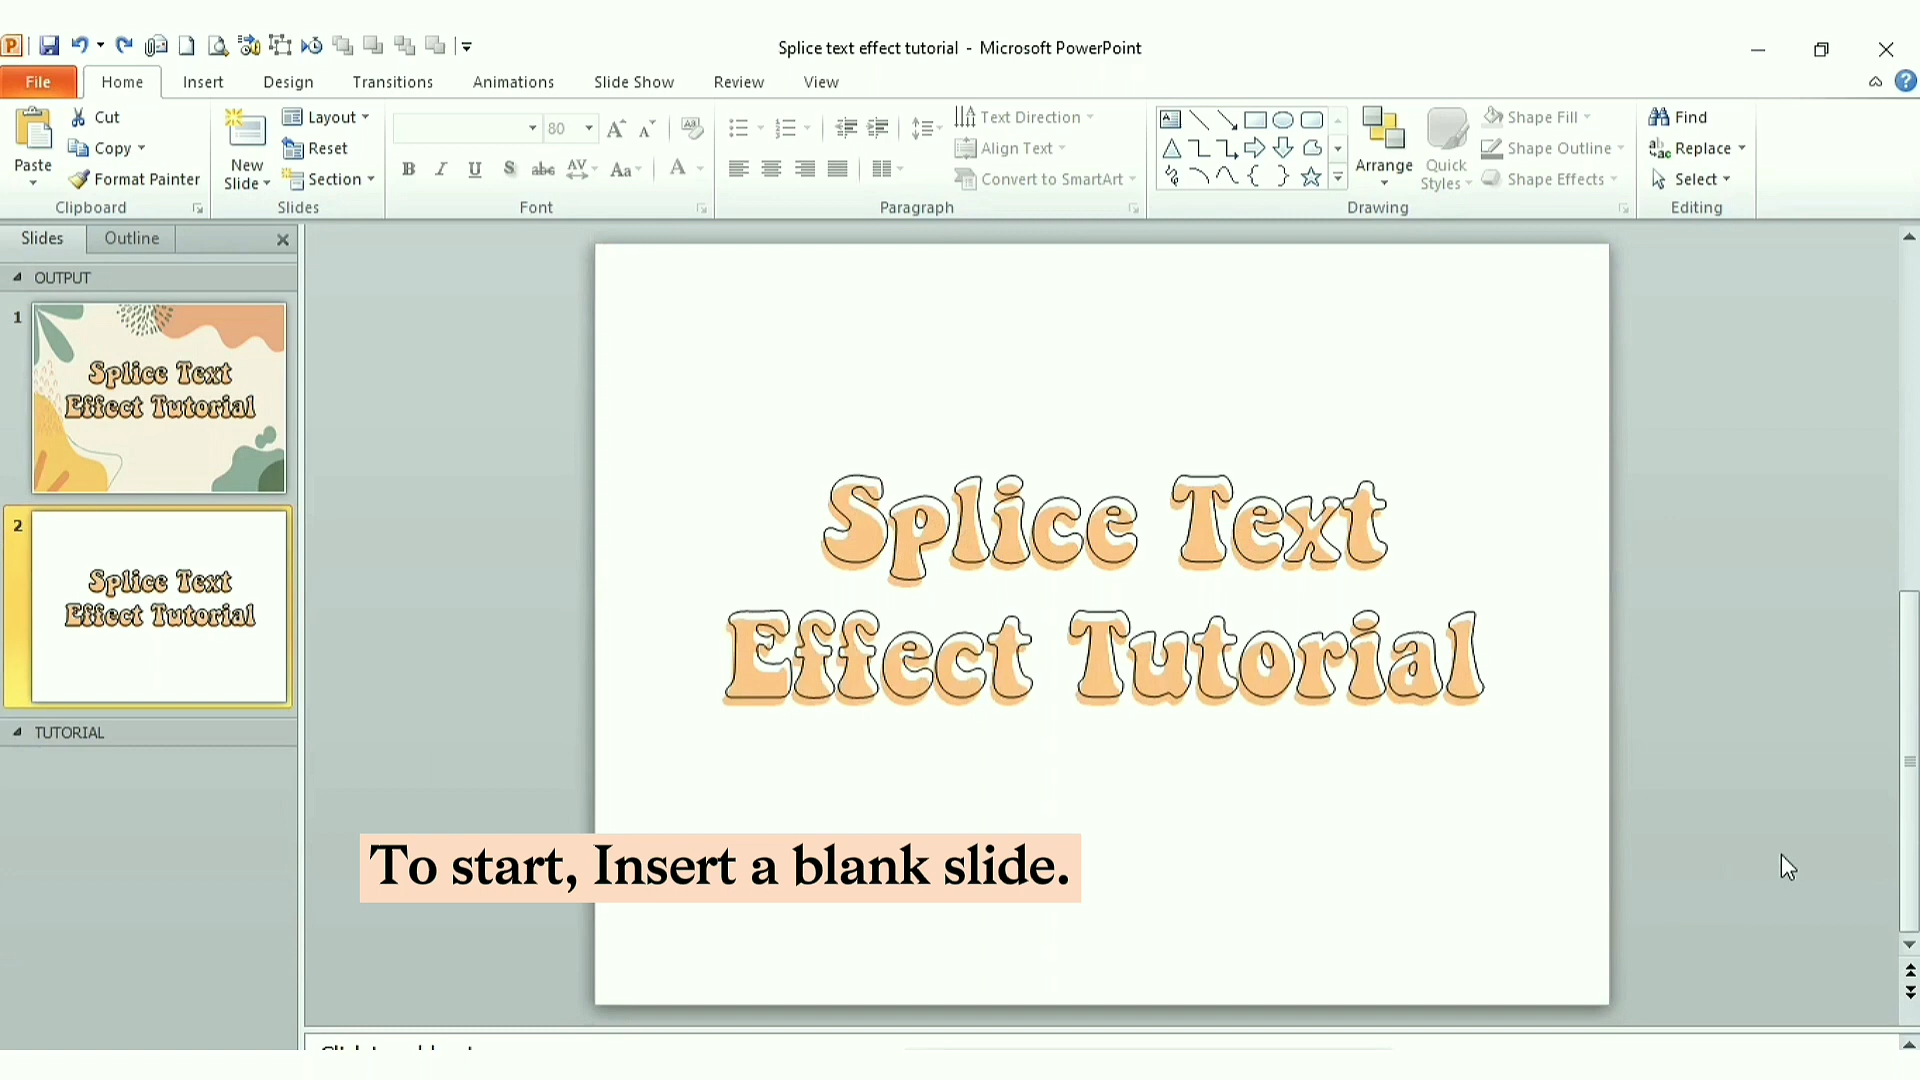 Splice text effect tutorial - Microsoft PowerPoint
File Home Insert Design Transitions Animations Slide Show Review View
Paste
Cut
Copy
Format Painter
Clipboard
New
Slide
Layout
Reset
Section
Slides
80
Font
Text Direction
Align Text
Convert to SmartArt
Paragraph
Arrange
Quick
Styles
Shape Fill
Shape Outline
Shape Effects
Drawing
Find
Replace
Select
Editing
Slides Outline
OUTPUT
1
Splice Text
Effect Tutorial
2
Splice Text
Effect Tutorial
TUTORIAL
Splice Text
Effect Tutorial
To start, Insert a blank slide.